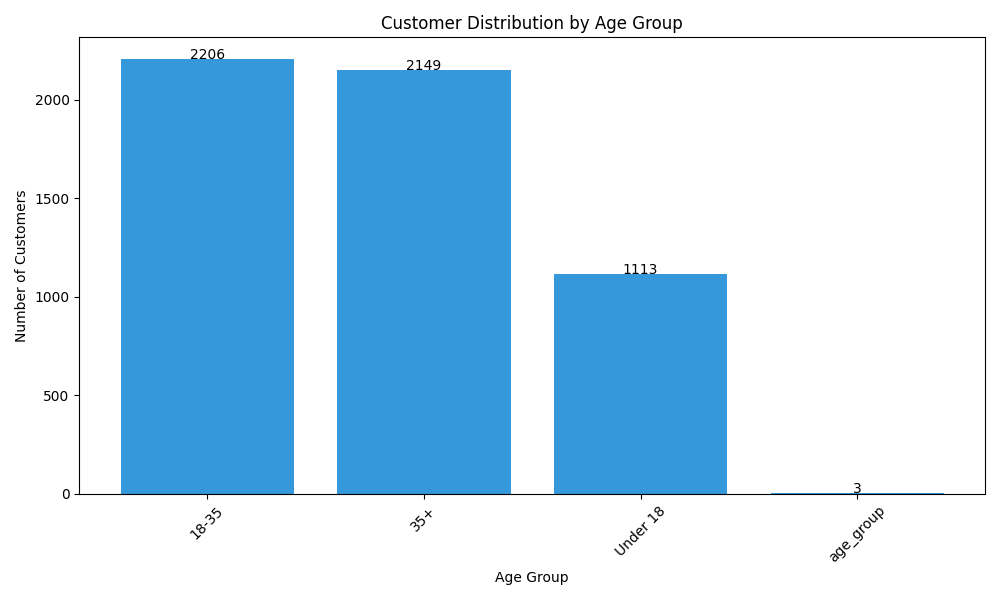 Customer Distribution by Age Group
Number of Customers
2000
1500
1000
500
0
2206
2149
1113
3
18-35
35+
Under 18
age_group
Age Group